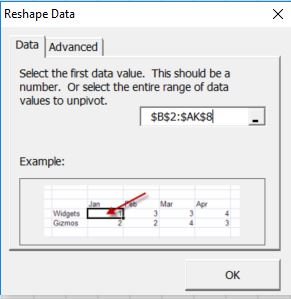 Reshape Data
Data Advanced
Select the first data value. This should be a
number. Or select the entire range of data
values to unpivot.
$B$2:$AK$8
Example:
Jan Feb Mar Apr
Widgets 1 3 3 4
Gizmos 2 2 4 3
OK